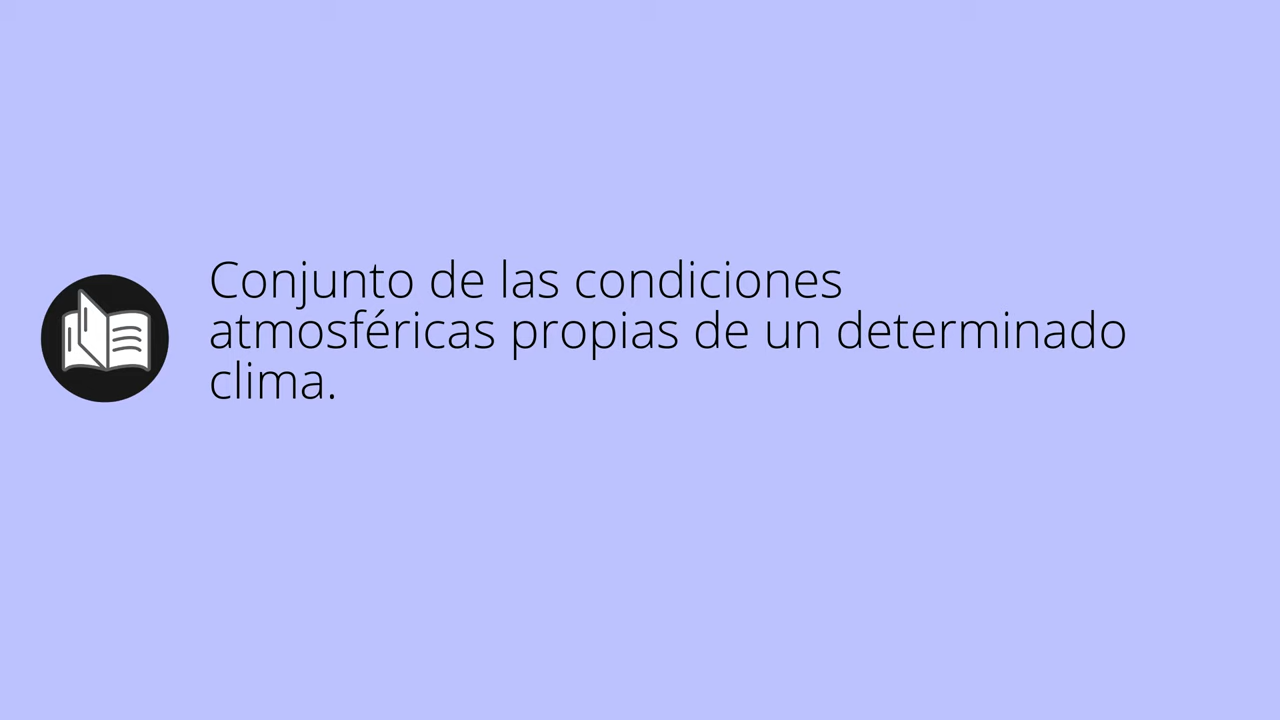 Conjunto de las condiciones
atmosféricas propias de un determinado
clima.